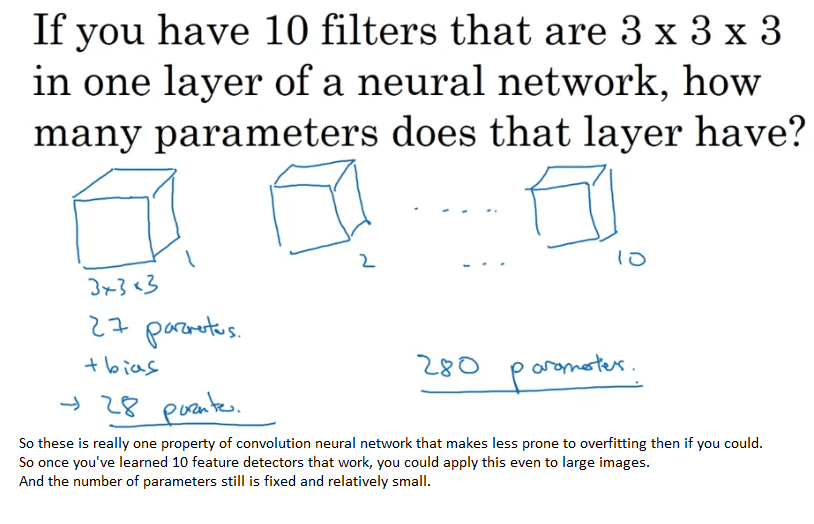 If you have 10 filters that are 3 x 3 x 3
in one layer of a neural network, how
many parameters does that layer have?
1
2
10
3x3x3
27 parameters.
+ bias
280 parameters.
→ 28 parameters.
So these is really one property of convolution neural network that makes less prone to overfitting then if you could.
So once you've learned 10 feature detectors that work, you could apply this even to large images.
And the number of parameters still is fixed and relatively small.